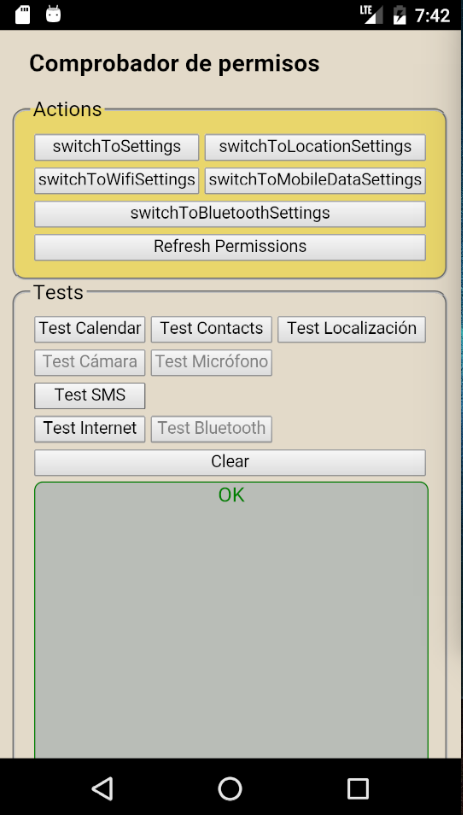 LTE 7:42
Comprobador de permisos
Actions
switchToSettings switchToLocationSettings
switchToWifiSettings switchToMobileDataSettings
switchToBluetoothSettings
Refresh Permissions
Tests
Test Calendar Test Contacts Test Localización
Test Cámara Test Micrófono
Test SMS
Test Internet Test Bluetooth
Clear
OK